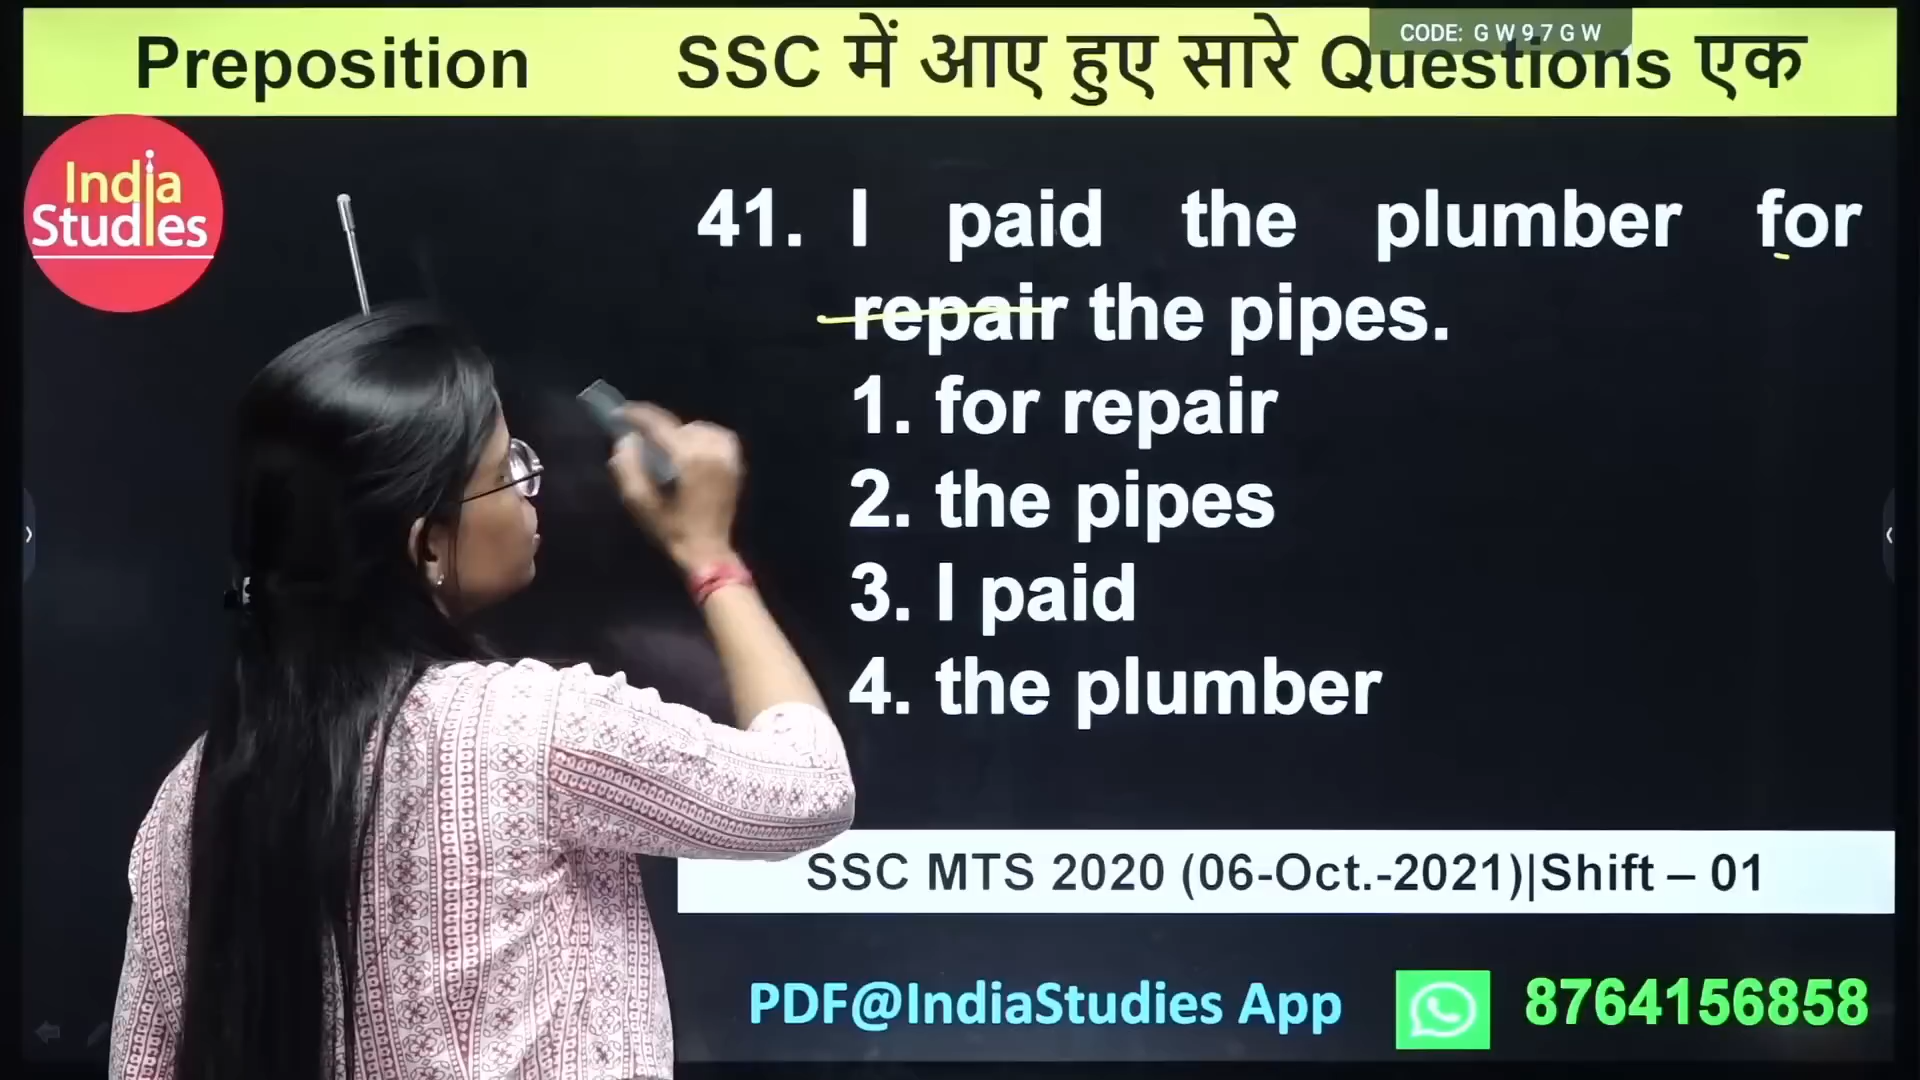 Preposition SSC में आए हुए सारे Questions एक
CODE: G W 9 7 G W
India
Studies
41. I paid the plumber for
repair the pipes.
1. for repair
2. the pipes
3. I paid
4. the plumber
SSC MTS 2020 (06-Oct.-2021)|Shift – 01
PDF@IndiaStudies App
8764156858